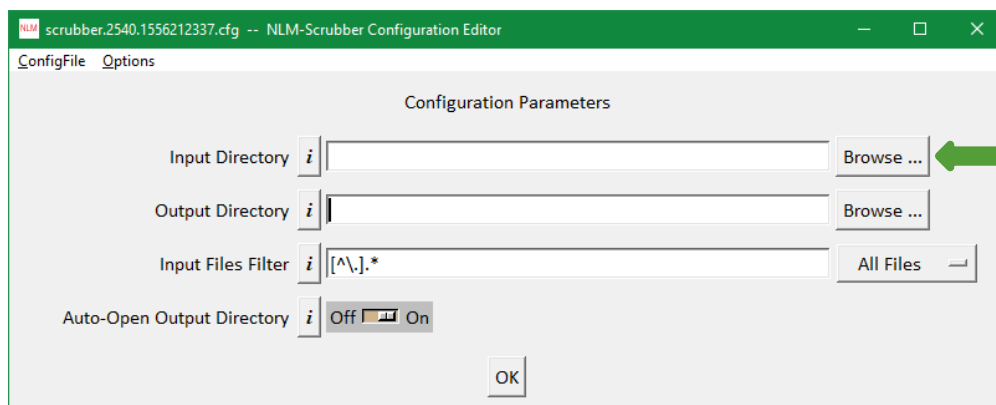 NLM scrubber.2540.1556212337.cfg -- NLM-Scrubber Configuration Editor
ConfigFile Options
Configuration Parameters
Input Directory i Browse ...
Output Directory i Browse ...
Input Files Filter i [^\.].* All Files
Auto-Open Output Directory i Off On
OK